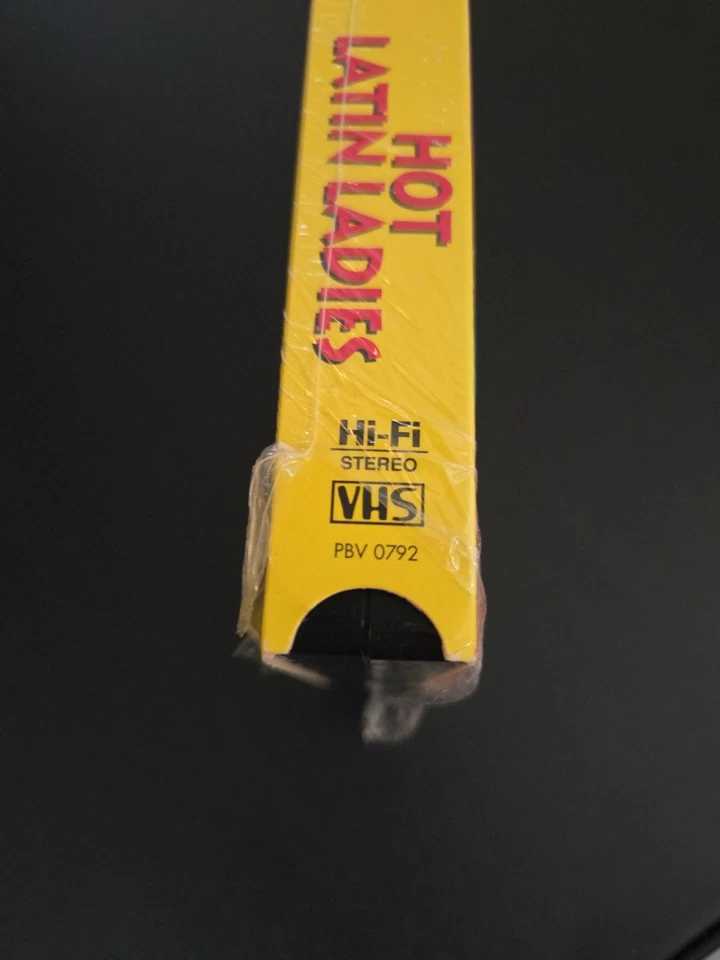 HOT
LATIN LADIES
Hi-Fi
STEREO
VHS
PBV 0792